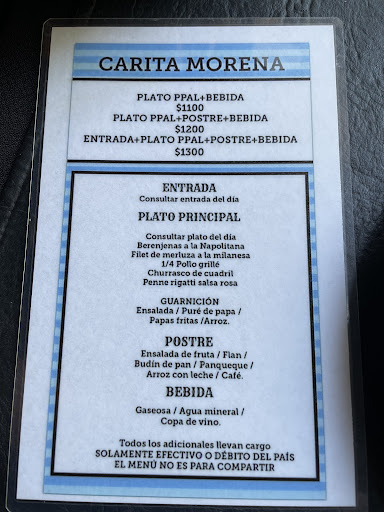 CARITA MORENA
PLATO PPAL+BEBIDA
$1100
PLATO PPAL+POSTRE+BEBIDA
$1200
ENTRADA+PLATO PPAL+POSTRE+BEBIDA
$1300
ENTRADA
Consultar entrada del día
PLATO PRINCIPAL
Consultar plato del día
Berenjenas a la Napolitana
Filet de merluza a la milanesa
1/4 Pollo grillé
Churrasco de cuadril
Penne rigatti salsa rosa
GUARNICIÓN
Ensalada / Puré de papa /
Papas fritas /Arroz.
POSTRE
Ensalada de fruta / Flan /
Budín de pan / Panqueque /
Arroz con leche / Café.
BEBIDA
Gaseosa / Agua mineral /
Copa de vino.
Todos los adicionales llevan cargo
SOLAMENTE EFECTIVO O DÉBITO DEL PAÍS
EL MENÚ NO ES PARA COMPARTIR